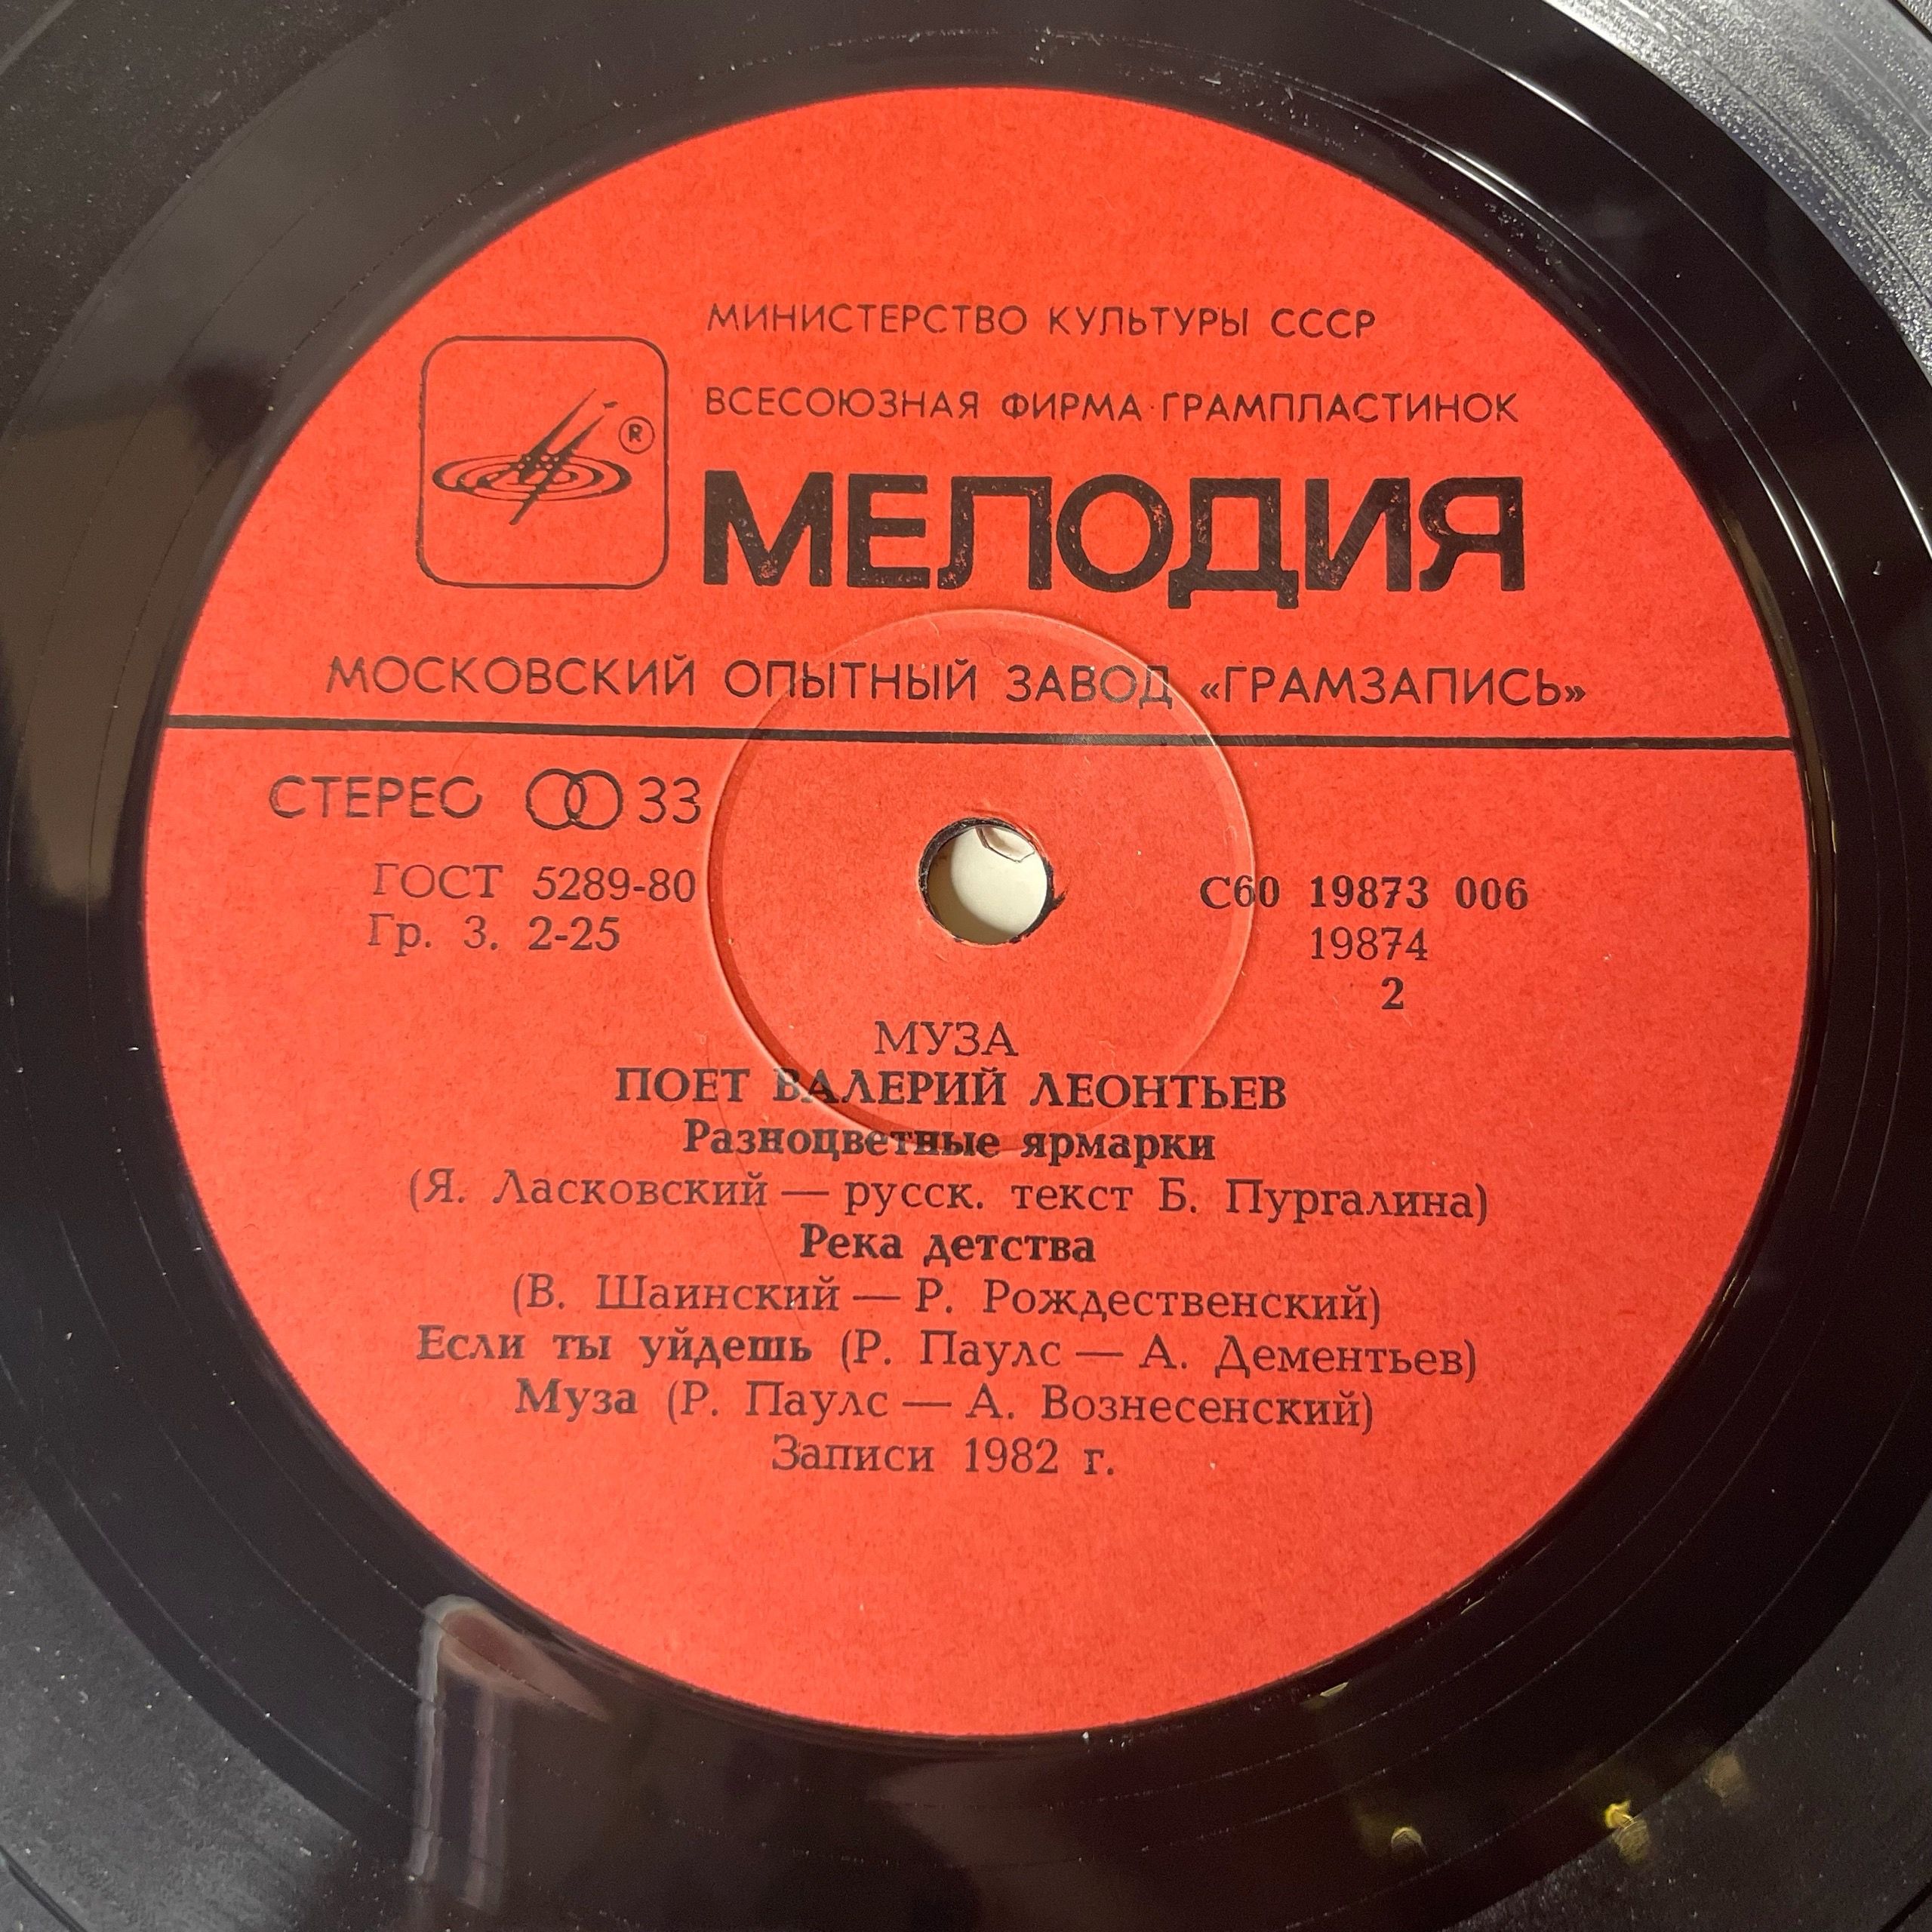 МИНИСТЕРСТВО КУЛЬТУРЫ СССР
ВСЕСОЮЗНАЯ ФИРМА ГРАМПЛАСТИНОК
®
МЕЛОДИЯ
МОСКОВСКИЙ ОПЫТНЫЙ ЗАВОД «ГРАМЗАПИСЬ»
СТЕРЕО 33
ГОСТ 5289-80
Гр. 3. 2-25
С60 19873 006
19874
2
МУЗА
ПОЕТ ВАЛЕРИЙ ЛЕОНТЬЕВ
Разноцветные ярмарки
(Я. Ласковский — русск. текст Б. Пургалина)
Река детства
(В. Шаинский — Р. Рождественский)
Если ты уйдешь (Р. Паулс — А. Дементьев)
Муза (Р. Паулс — А. Вознесенский)
Записи 1982 г.